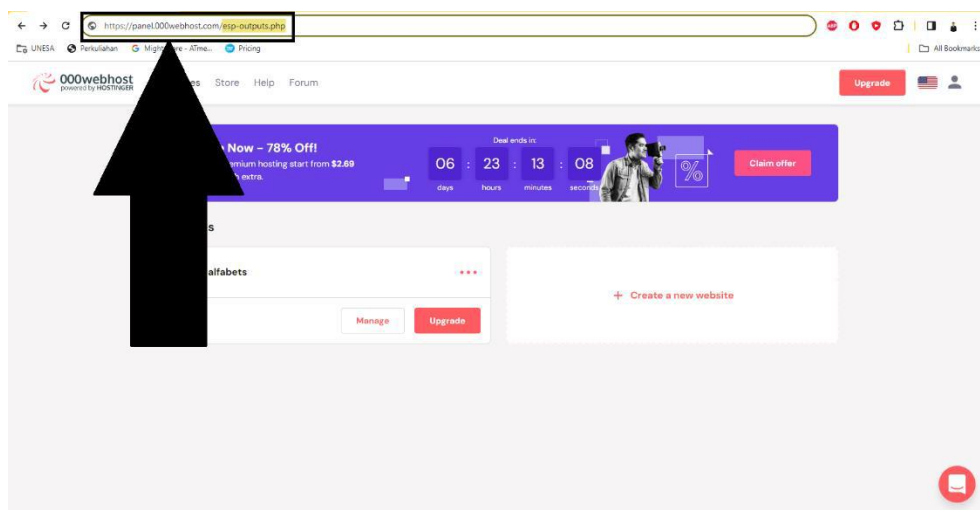 https://panel.000webhost.com/esp-outputs.php
UNESA Perkuliahan Pricing All Bookmarks
000webhost Store Help Forum Upgrade
powered by HOSTINGER
Now - 78% Off! Deal ends in:
hosting start from $2.69 06 : 23 : 13 : 08 % Claim offer
extra. days hours minutes seconds
alfabets
+ Create a new website
Manage Upgrade